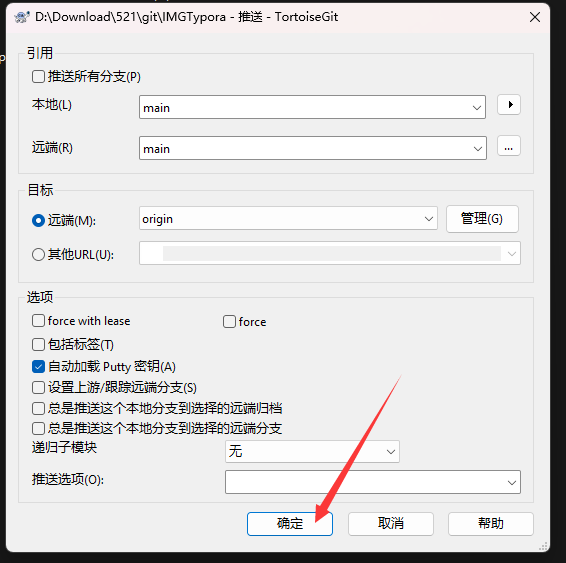 D:\Download\521\git\IMGTypora - 推送 - TortoiseGit
引用
推送所有分支(P)
本地(L)
main
远端(R)
main
...
目标
远端(M):
origin
管理(G)
其他URL(U):
选项
force with lease
force
包括标签(T)
自动加载 Putty 密钥(A)
设置上游/跟踪远端分支(S)
总是推送这个本地分支到选择的远端归档
总是推送这个本地分支到选择的远端分支
递归子模块
无
推送选项(O):
确定
取消
帮助